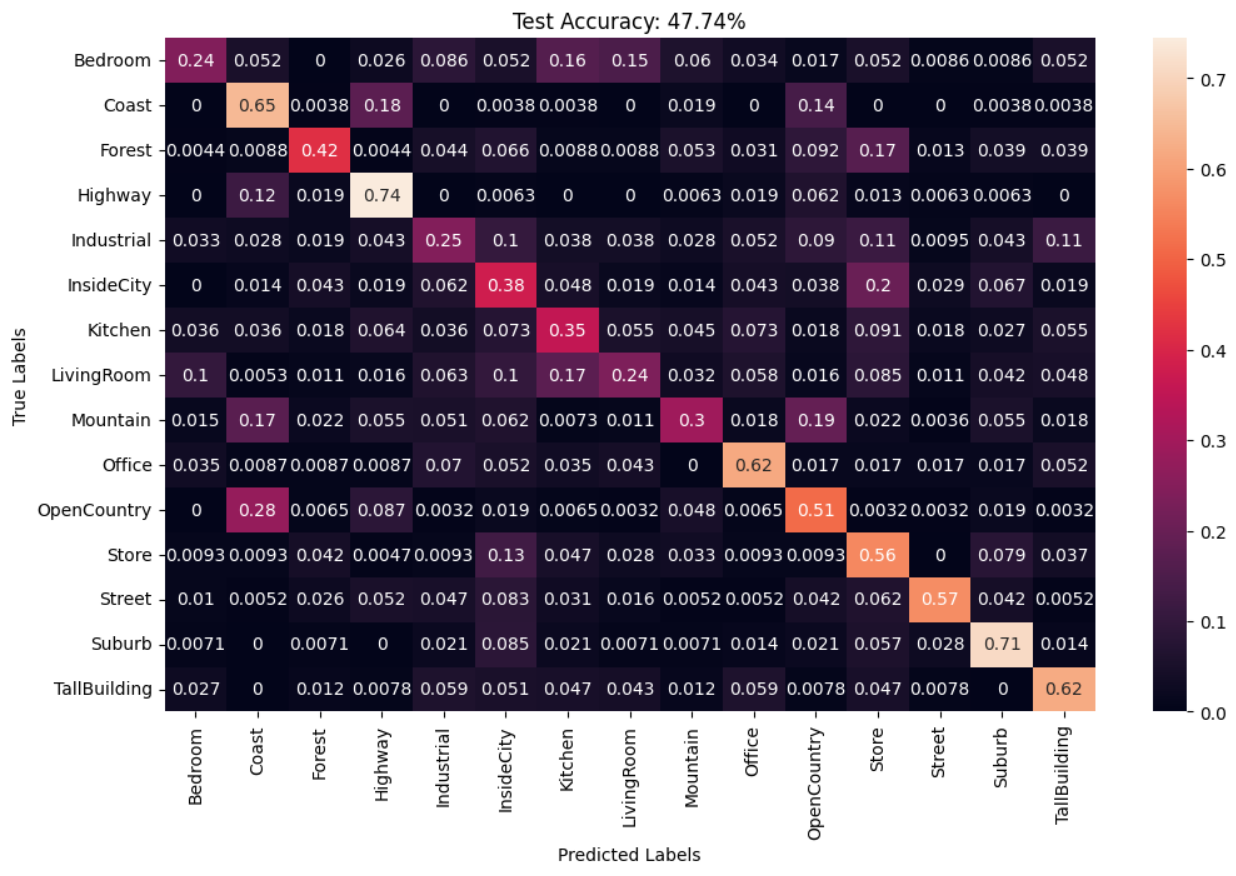 Test Accuracy: 47.74%
True Labels
Bedroom 0.24 0.052 0 0.026 0.086 0.052 0.16 0.15 0.06 0.034 0.017 0.052 0.0086 0.0086 0.052
Coast 0 0.65 0.0038 0.18 0 0.0038 0.0038 0 0.019 0 0.14 0 0 0.0038 0.0038
Forest 0.0044 0.0088 0.42 0.0044 0.044 0.066 0.0088 0.0088 0.053 0.031 0.092 0.17 0.013 0.039 0.039
Highway 0 0.12 0.019 0.74 0 0.0063 0 0 0.0063 0.019 0.062 0.013 0.0063 0.0063 0
Industrial 0.033 0.028 0.019 0.043 0.25 0.1 0.038 0.038 0.028 0.052 0.09 0.11 0.0095 0.043 0.11
InsideCity 0 0.014 0.043 0.019 0.062 0.38 0.048 0.019 0.014 0.043 0.038 0.2 0.029 0.067 0.019
Kitchen 0.036 0.036 0.018 0.064 0.036 0.073 0.35 0.055 0.045 0.073 0.018 0.091 0.018 0.027 0.055
LivingRoom 0.1 0.0053 0.011 0.016 0.063 0.1 0.17 0.24 0.032 0.058 0.016 0.085 0.011 0.042 0.048
Mountain 0.015 0.17 0.022 0.055 0.051 0.062 0.0073 0.011 0.3 0.018 0.19 0.022 0.0036 0.055 0.018
Office 0.035 0.0087 0.0087 0.0087 0.07 0.052 0.035 0.043 0 0.62 0.017 0.017 0.017 0.017 0.052
OpenCountry 0 0.28 0.0065 0.087 0.0032 0.019 0.0065 0.0032 0.048 0.0065 0.51 0.0032 0.0032 0.019 0.0032
Store 0.0093 0.0093 0.042 0.0047 0.0093 0.13 0.047 0.028 0.033 0.0093 0.0093 0.56 0 0.079 0.037
Street 0.01 0.0052 0.026 0.052 0.047 0.083 0.031 0.016 0.0052 0.0052 0.042 0.062 0.57 0.042 0.0052
Suburb 0.0071 0 0.0071 0 0.021 0.085 0.021 0.0071 0.0071 0.014 0.021 0.057 0.028 0.71 0.014
TallBuilding 0.027 0 0.012 0.0078 0.059 0.051 0.047 0.043 0.012 0.059 0.0078 0.047 0.0078 0 0.62
Bedroom Coast Forest Highway Industrial InsideCity Kitchen LivingRoom Mountain Office OpenCountry Store Street Suburb TallBuilding
Predicted Labels
0.7
0.6
0.5
0.4
0.3
0.2
0.1
0.0